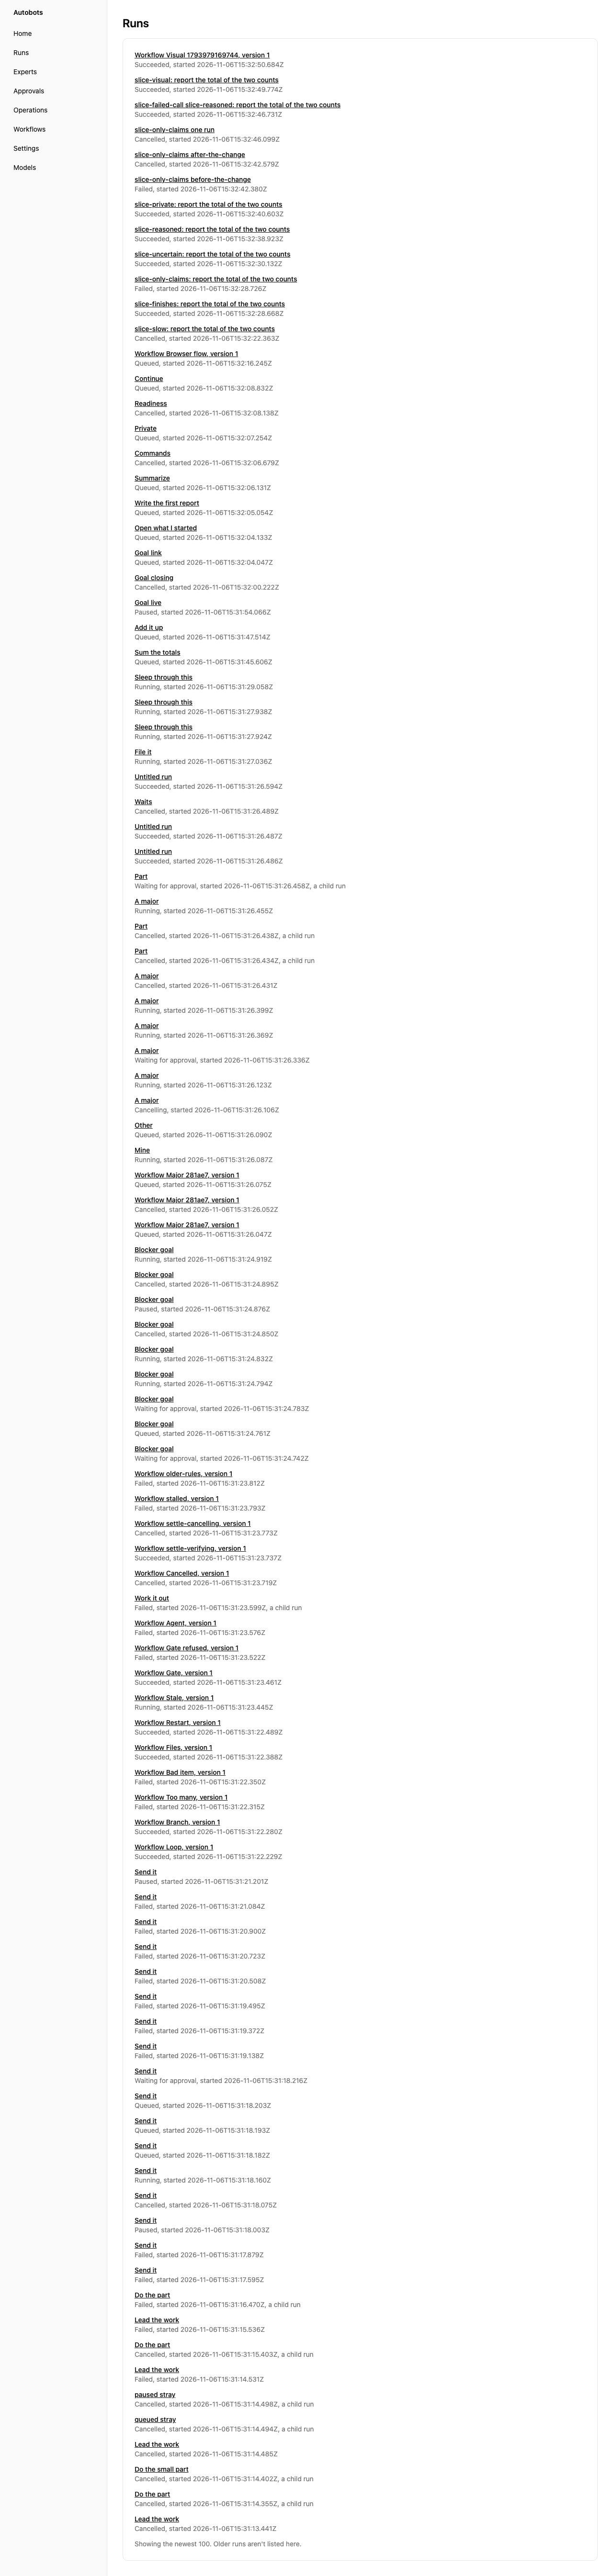 Autobots
Home
Runs
Experts
Approvals
Operations
Workflows
Settings
Models
Runs
Workflow Visual 1793979169744, version 1
Succeeded, started 2026-11-06T15:32:50.684Z
slice-visual: report the total of the two counts
Succeeded, started 2026-11-06T15:32:49.774Z
slice-failed-call slice-reasoned: report the total of the two counts
Succeeded, started 2026-11-06T15:32:46.731Z
slice-only-claims one run
Cancelled, started 2026-11-06T15:32:46.099Z
slice-only-claims after-the-change
Cancelled, started 2026-11-06T15:32:42.579Z
slice-only-claims before-the-change
Failed, started 2026-11-06T15:32:42.380Z
slice-private: report the total of the two counts
Succeeded, started 2026-11-06T15:32:40.603Z
slice-reasoned: report the total of the two counts
Succeeded, started 2026-11-06T15:32:38.923Z
slice-uncertain: report the total of the two counts
Succeeded, started 2026-11-06T15:32:30.132Z
slice-only-claims: report the total of the two counts
Failed, started 2026-11-06T15:32:28.726Z
slice-finishes: report the total of the two counts
Succeeded, started 2026-11-06T15:32:28.668Z
slice-slow: report the total of the two counts
Cancelled, started 2026-11-06T15:32:22.363Z
Workflow Browser flow, version 1
Queued, started 2026-11-06T15:32:16.245Z
Continue
Queued, started 2026-11-06T15:32:08.832Z
Readiness
Cancelled, started 2026-11-06T15:32:08.138Z
Private
Queued, started 2026-11-06T15:32:07.254Z
Commands
Cancelled, started 2026-11-06T15:32:06.679Z
Summarize
Queued, started 2026-11-06T15:32:06.131Z
Write the first report
Queued, started 2026-11-06T15:32:05.054Z
Open what I started
Queued, started 2026-11-06T15:32:04.133Z
Goal link
Queued, started 2026-11-06T15:32:04.047Z
Goal closing
Cancelled, started 2026-11-06T15:32:00.222Z
Goal live
Paused, started 2026-11-06T15:31:54.066Z
Add it up
Queued, started 2026-11-06T15:31:47.514Z
Sum the totals
Queued, started 2026-11-06T15:31:45.606Z
Sleep through this
Running, started 2026-11-06T15:31:29.058Z
Sleep through this
Running, started 2026-11-06T15:31:27.938Z
Sleep through this
Running, started 2026-11-06T15:31:27.924Z
File it
Running, started 2026-11-06T15:31:27.036Z
Untitled run
Succeeded, started 2026-11-06T15:31:26.594Z
Waits
Cancelled, started 2026-11-06T15:31:26.489Z
Untitled run
Succeeded, started 2026-11-06T15:31:26.487Z
Untitled run
Succeeded, started 2026-11-06T15:31:26.486Z
Part
Waiting for approval, started 2026-11-06T15:31:26.458Z, a child run
A major
Running, started 2026-11-06T15:31:26.455Z
Part
Cancelled, started 2026-11-06T15:31:26.438Z, a child run
Part
Cancelled, started 2026-11-06T15:31:26.434Z, a child run
A major
Cancelled, started 2026-11-06T15:31:26.431Z
A major
Running, started 2026-11-06T15:31:26.399Z
A major
Running, started 2026-11-06T15:31:26.369Z
A major
Waiting for approval, started 2026-11-06T15:31:26.336Z
A major
Running, started 2026-11-06T15:31:26.123Z
A major
Cancelling, started 2026-11-06T15:31:26.106Z
Other
Queued, started 2026-11-06T15:31:26.090Z
Mine
Running, started 2026-11-06T15:31:26.087Z
Workflow Major 281ae7, version 1
Queued, started 2026-11-06T15:31:26.075Z
Workflow Major 281ae7, version 1
Cancelled, started 2026-11-06T15:31:26.052Z
Workflow Major 281ae7, version 1
Queued, started 2026-11-06T15:31:26.047Z
Blocker goal
Running, started 2026-11-06T15:31:24.919Z
Blocker goal
Cancelled, started 2026-11-06T15:31:24.895Z
Blocker goal
Paused, started 2026-11-06T15:31:24.876Z
Blocker goal
Cancelled, started 2026-11-06T15:31:24.850Z
Blocker goal
Running, started 2026-11-06T15:31:24.832Z
Blocker goal
Running, started 2026-11-06T15:31:24.794Z
Blocker goal
Waiting for approval, started 2026-11-06T15:31:24.783Z
Blocker goal
Queued, started 2026-11-06T15:31:24.761Z
Blocker goal
Waiting for approval, started 2026-11-06T15:31:24.742Z
Workflow older-rules, version 1
Failed, started 2026-11-06T15:31:23.812Z
Workflow stalled, version 1
Failed, started 2026-11-06T15:31:23.793Z
Workflow settle-cancelling, version 1
Cancelled, started 2026-11-06T15:31:23.773Z
Workflow settle-verifying, version 1
Succeeded, started 2026-11-06T15:31:23.737Z
Workflow Cancelled, version 1
Cancelled, started 2026-11-06T15:31:23.719Z
Work it out
Failed, started 2026-11-06T15:31:23.599Z, a child run
Workflow Agent, version 1
Failed, started 2026-11-06T15:31:23.576Z
Workflow Gate refused, version 1
Failed, started 2026-11-06T15:31:23.522Z
Workflow Gate, version 1
Succeeded, started 2026-11-06T15:31:23.461Z
Workflow Stale, version 1
Running, started 2026-11-06T15:31:23.445Z
Workflow Restart, version 1
Succeeded, started 2026-11-06T15:31:22.489Z
Workflow Files, version 1
Succeeded, started 2026-11-06T15:31:22.388Z
Workflow Bad item, version 1
Failed, started 2026-11-06T15:31:22.350Z
Workflow Too many, version 1
Failed, started 2026-11-06T15:31:22.315Z
Workflow Branch, version 1
Succeeded, started 2026-11-06T15:31:22.280Z
Workflow Loop, version 1
Succeeded, started 2026-11-06T15:31:22.229Z
Send it
Paused, started 2026-11-06T15:31:21.201Z
Send it
Failed, started 2026-11-06T15:31:21.084Z
Send it
Failed, started 2026-11-06T15:31:20.900Z
Send it
Failed, started 2026-11-06T15:31:20.723Z
Send it
Failed, started 2026-11-06T15:31:20.508Z
Send it
Failed, started 2026-11-06T15:31:19.495Z
Send it
Failed, started 2026-11-06T15:31:19.372Z
Send it
Failed, started 2026-11-06T15:31:19.138Z
Send it
Waiting for approval, started 2026-11-06T15:31:18.216Z
Send it
Queued, started 2026-11-06T15:31:18.203Z
Send it
Queued, started 2026-11-06T15:31:18.193Z
Send it
Queued, started 2026-11-06T15:31:18.182Z
Send it
Running, started 2026-11-06T15:31:18.160Z
Send it
Cancelled, started 2026-11-06T15:31:18.075Z
Send it
Paused, started 2026-11-06T15:31:18.003Z
Send it
Failed, started 2026-11-06T15:31:17.879Z
Send it
Failed, started 2026-11-06T15:31:17.595Z
Do the part
Failed, started 2026-11-06T15:31:16.470Z, a child run
Lead the work
Failed, started 2026-11-06T15:31:15.536Z
Do the part
Cancelled, started 2026-11-06T15:31:15.403Z, a child run
Lead the work
Failed, started 2026-11-06T15:31:14.531Z
paused stray
Cancelled, started 2026-11-06T15:31:14.498Z, a child run
queued stray
Cancelled, started 2026-11-06T15:31:14.494Z, a child run
Lead the work
Cancelled, started 2026-11-06T15:31:14.485Z
Do the small part
Cancelled, started 2026-11-06T15:31:14.402Z, a child run
Do the part
Cancelled, started 2026-11-06T15:31:14.355Z, a child run
Lead the work
Cancelled, started 2026-11-06T15:31:13.441Z
Showing the newest 100. Older runs aren't listed here.